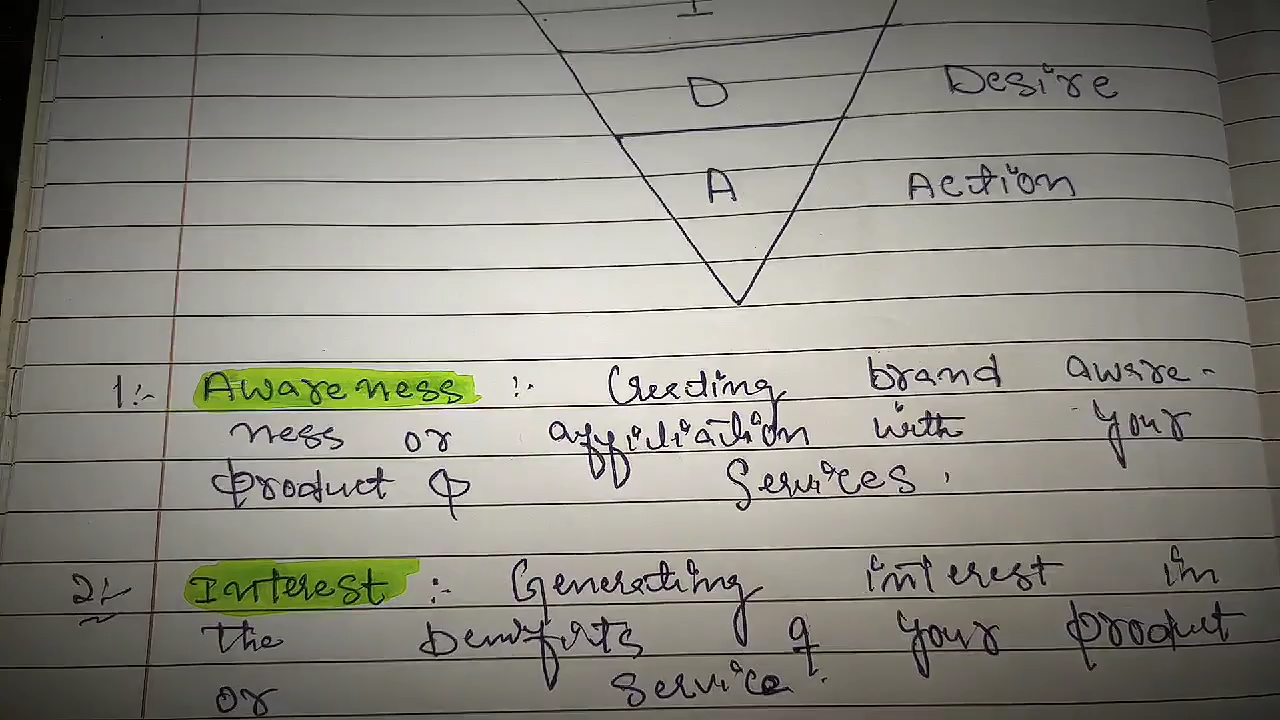 I
D Desire
A Action
1:- Awareness :- Creating brand aware-
ness or affiliation with your
product & Services.
2:- Interest :- Generating interest in
the benifits of your product
or service.